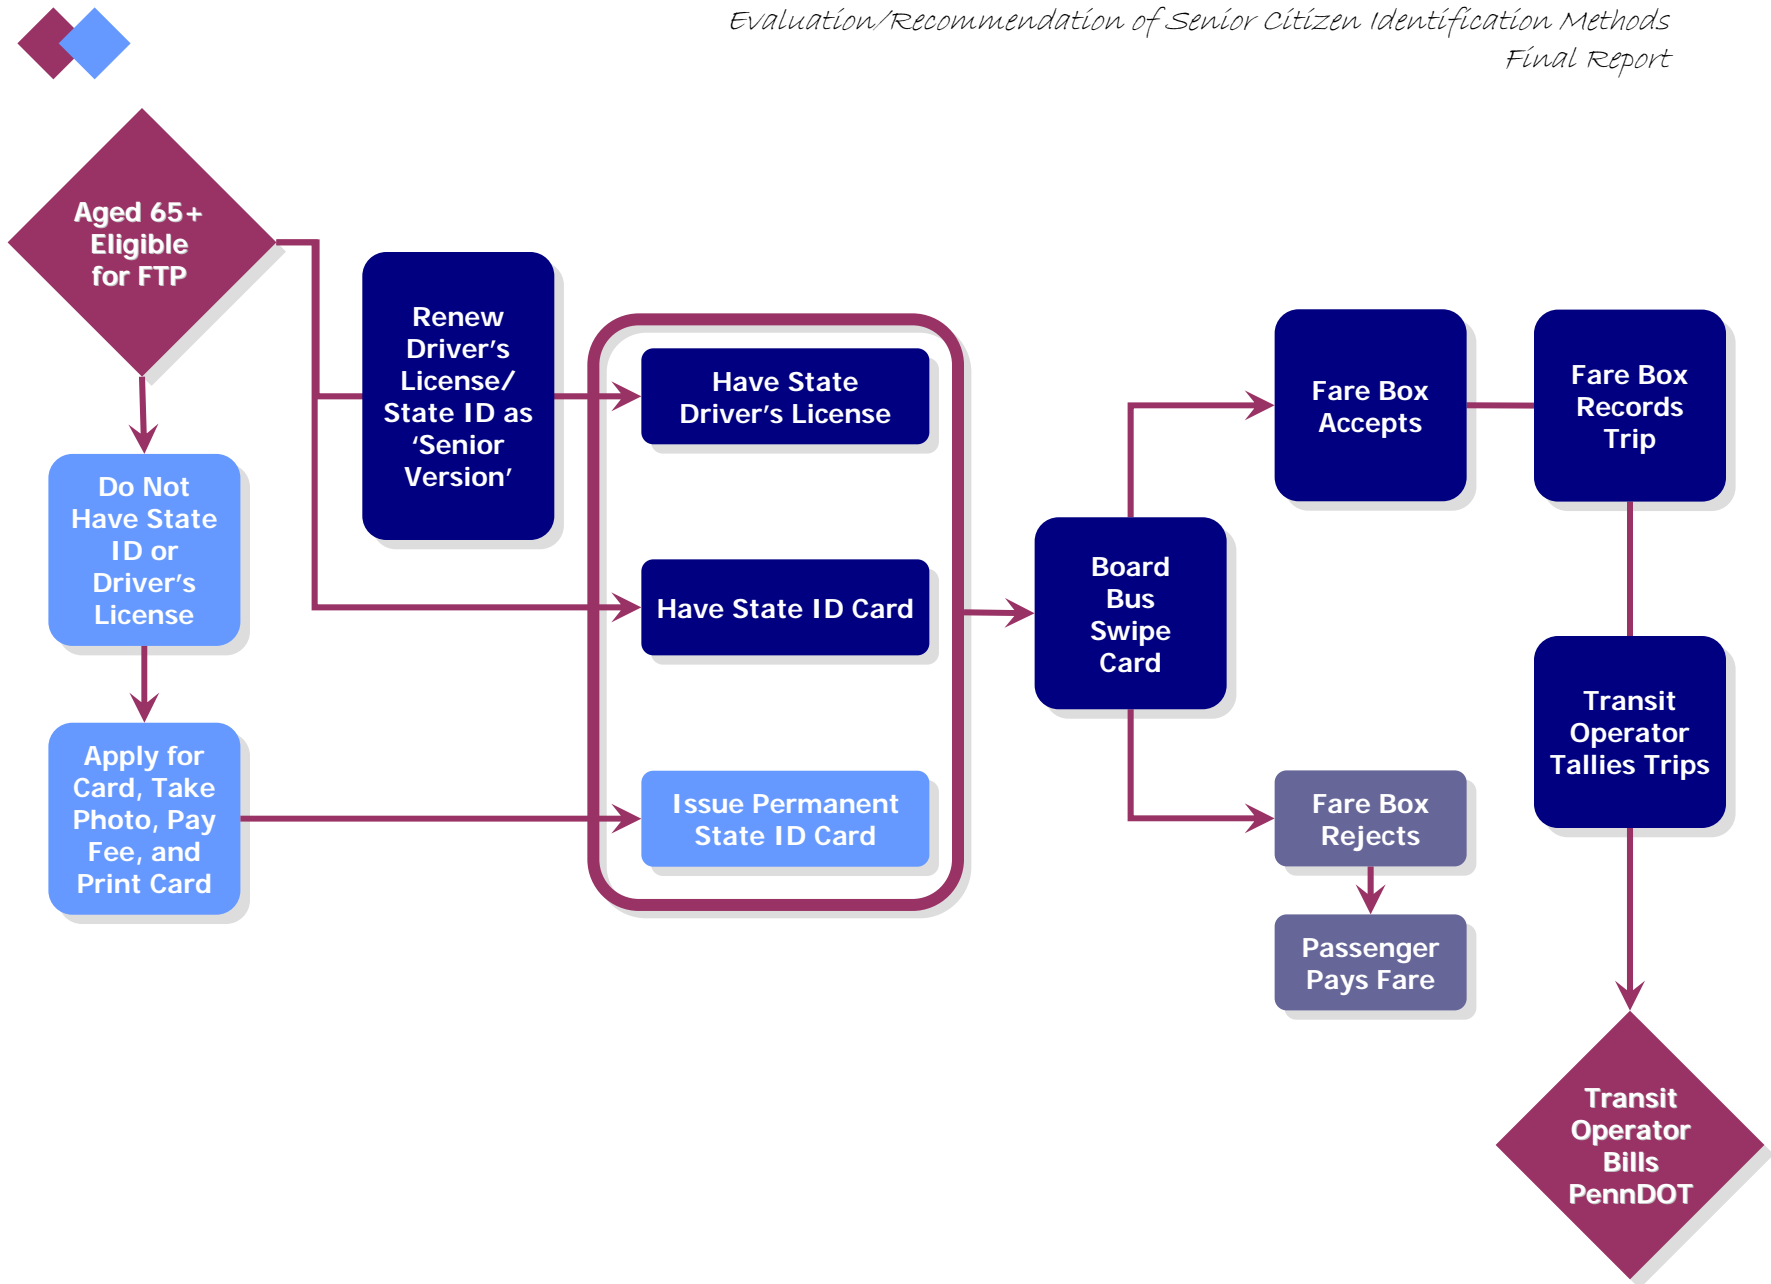 Evaluation/Recommendation of Senior Citizen Identification Methods
Final Report
Aged 65+
Eligible
for FTP
Do Not
Have State
ID or
Driver's
License
Apply for
Card, Take
Photo, Pay
Fee, and
Print Card
Renew
Driver’s
License/
State ID as
‘Senior
Version’
Have State
Driver’s License
Have State ID Card
Issue Permanent
State ID Card
Board
Bus
Swipe
Card
Fare Box
Accepts
Fare Box
Records
Trip
Transit
Operator
Tallies Trips
Fare Box
Rejects
Passenger
Pays Fare
Transit
Operator
Bills
PennDOT